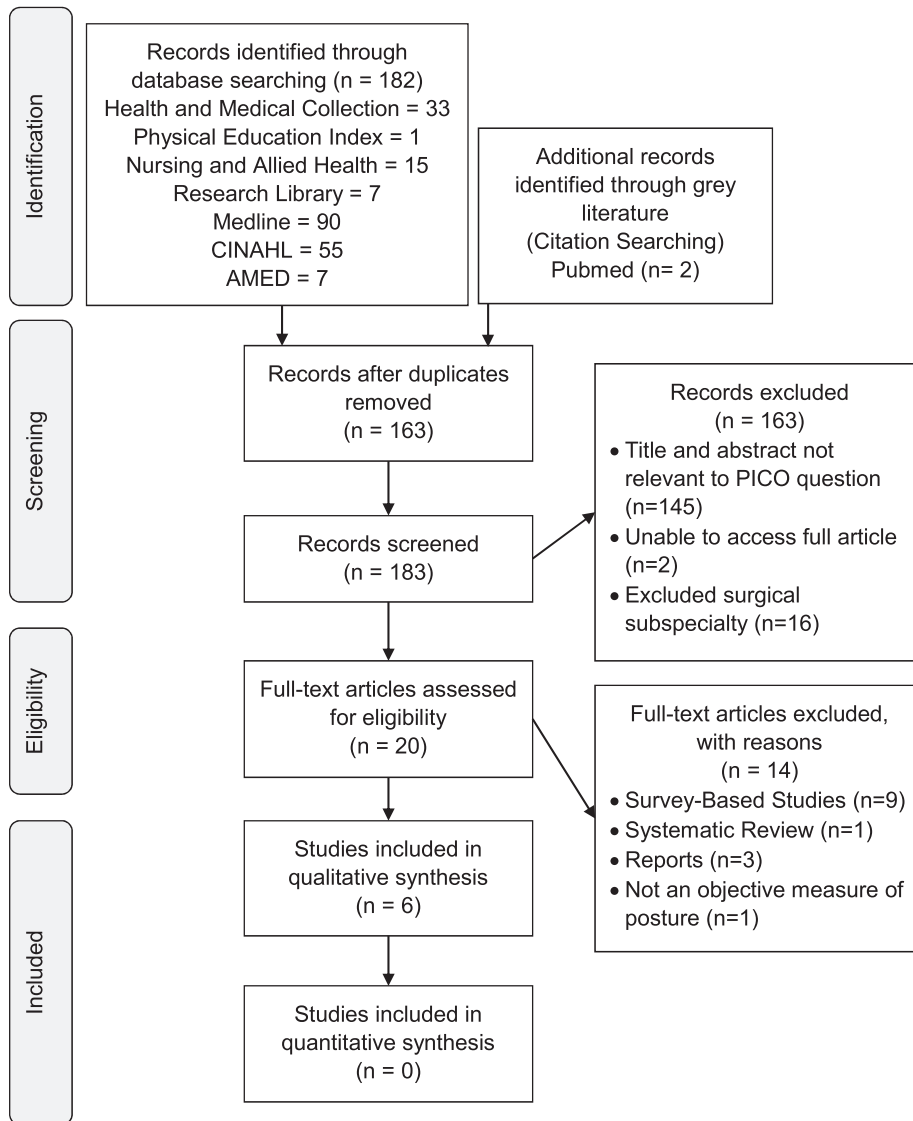 Identification
Records identified through
database searching (n = 182)
Health and Medical Collection = 33
Physical Education Index = 1
Nursing and Allied Health = 15
Research Library = 7
Medline = 90
CINAHL = 55
AMED = 7
Additional records
identified through grey
literature
(Citation Searching)
Pubmed (n= 2)
Screening
Records after duplicates
removed
(n = 163)
Records screened
(n = 183)
Records excluded
(n = 163)
• Title and abstract not
relevant to PICO question
(n=145)
• Unable to access full article
(n=2)
• Excluded surgical
subspecialty (n=16)
Eligibility
Full-text articles assessed
for eligibility
(n = 20)
Full-text articles excluded,
with reasons
(n = 14)
• Survey-Based Studies (n=9)
• Systematic Review (n=1)
• Reports (n=3)
• Not an objective measure of
posture (n=1)
Included
Studies included in
qualitative synthesis
(n = 6)
Studies included in
quantitative synthesis
(n = 0)